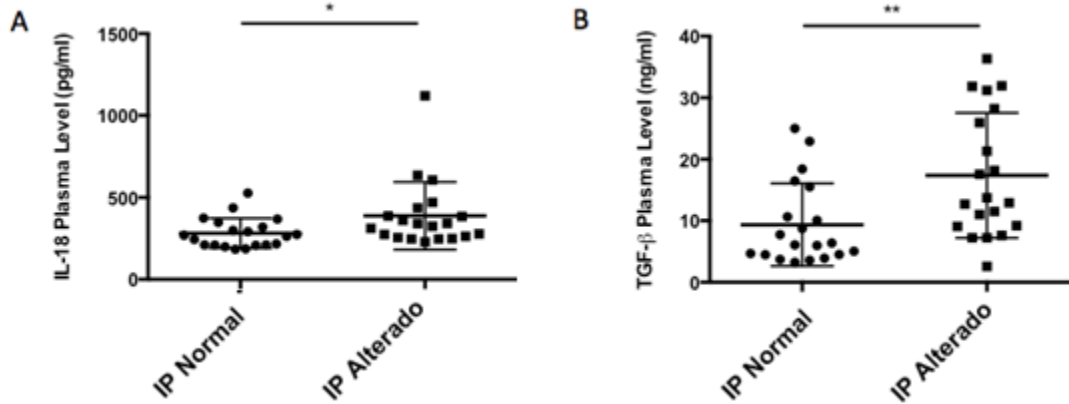 A
IL-18 Plasma Level (pg/ml)
1500
1000
500
0
*
IP Normal
IP Alterado
B
TGF-β Plasma Level (ng/ml)
40
30
20
10
0
**
IP Normal
IP Alterado